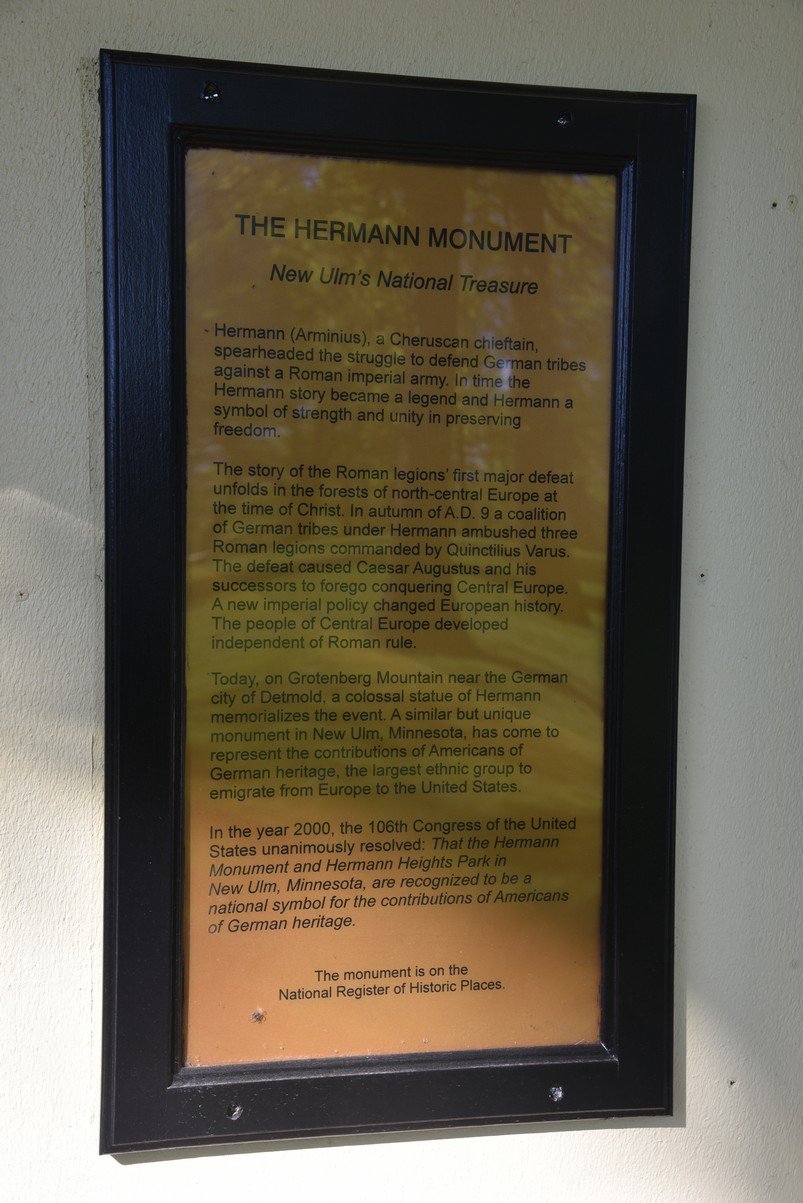 THE HERMANN MONUMENT
New Ulm's National Treasure
Hermann (Arminius), a Cheruscan chieftain,
spearheaded the struggle to defend German tribes
against a Roman imperial army. In time the
Hermann story became a legend and Hermann a
symbol of strength and unity in preserving
freedom.
The story of the Roman legions' first major defeat
unfolds in the forests of north-central Europe at
the time of Christ. In autumn of A.D. 9 a coalition
of German tribes under Hermann ambushed three
Roman legions commanded by Quinctilius Varus.
The defeat caused Caesar Augustus and his
successors to forego conquering Central Europe.
A new imperial policy changed European history.
The people of Central Europe developed
independent of Roman rule.
Today, on Grotenberg Mountain near the German
city of Detmold, a colossal statue of Hermann
memorializes the event. A similar but unique
monument in New Ulm, Minnesota, has come to
represent the contributions of Americans of
German heritage, the largest ethnic group to
emigrate from Europe to the United States.
In the year 2000, the 106th Congress of the United
States unanimously resolved: That the Hermann
Monument and Hermann Heights Park in
New Ulm, Minnesota, are recognized to be a
national symbol for the contributions of Americans
of German heritage.
The monument is on the
National Register of Historic Places.